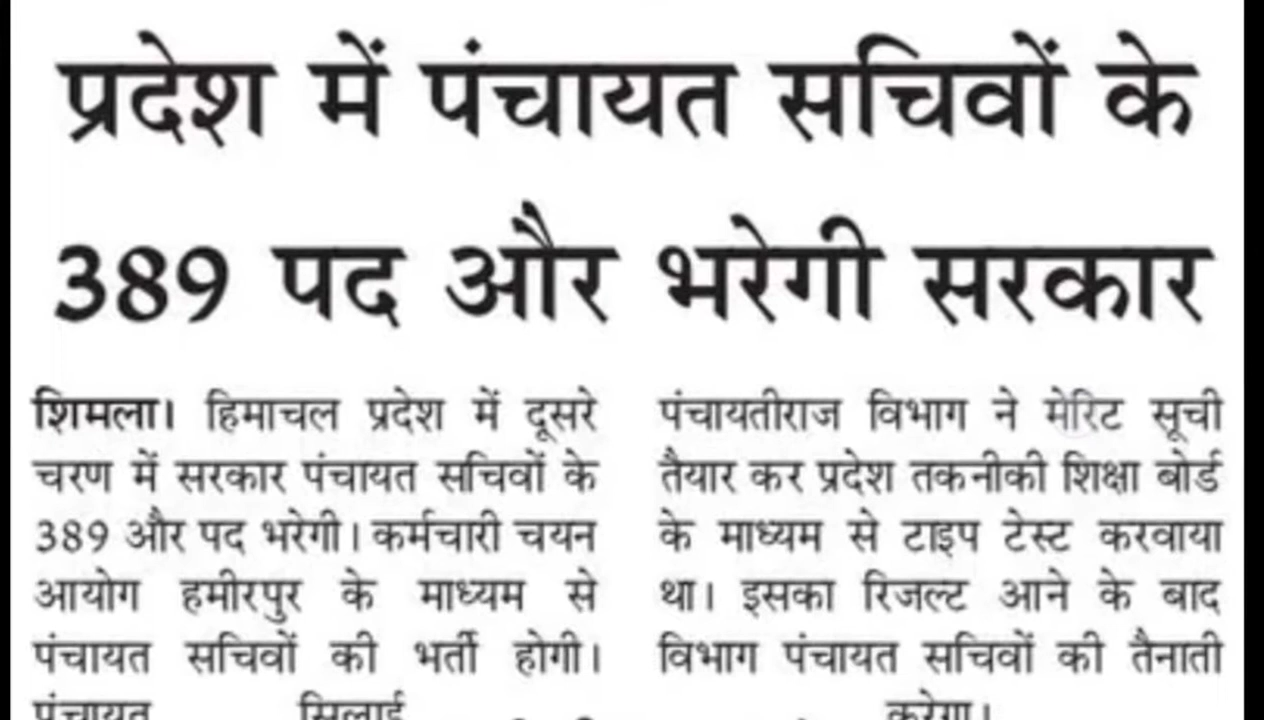 प्रदेश में पंचायत सचिवों के
389 पद और भरेगी सरकार
शिमला। हिमाचल प्रदेश में दूसरे
चरण में सरकार पंचायत सचिवों के
389 और पद भरेगी। कर्मचारी चयन
आयोग हमीरपुर के माध्यम से
पंचायत सचिवों की भर्ती होगी।
पंचायत सिलाई
पंचायतीराज विभाग ने मेरिट सूची
तैयार कर प्रदेश तकनीकी शिक्षा बोर्ड
के माध्यम से टाइप टेस्ट करवाया
था। इसका रिजल्ट आने के बाद
विभाग पंचायत सचिवों की तैनाती
करेगा।